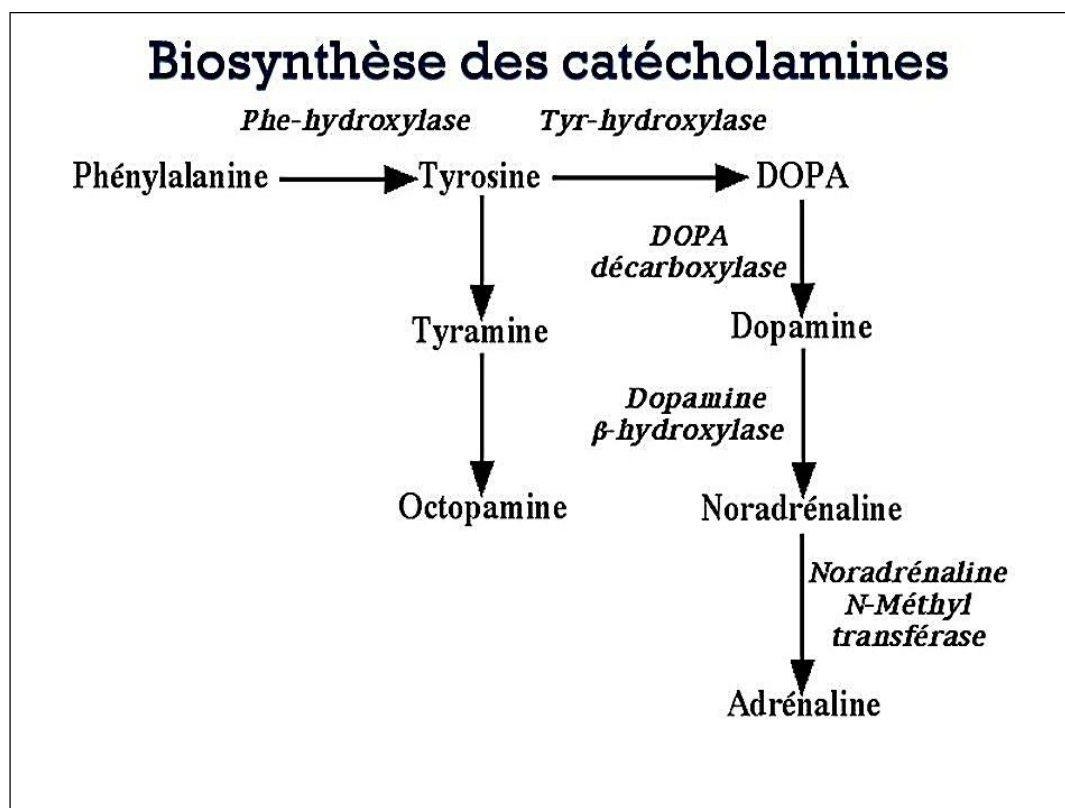 Biosynthèse des catécholamines
Phe-hydroxylase Tyr-hydroxylase
Phénylalanine Tyrosine DOPA
DOPA
décarboxylase
Tyramine Dopamine
Dopamine
β-hydroxylase
Octopamine Noradrénaline
Noradrénaline
N-Méthyl
transférase
Adrénaline